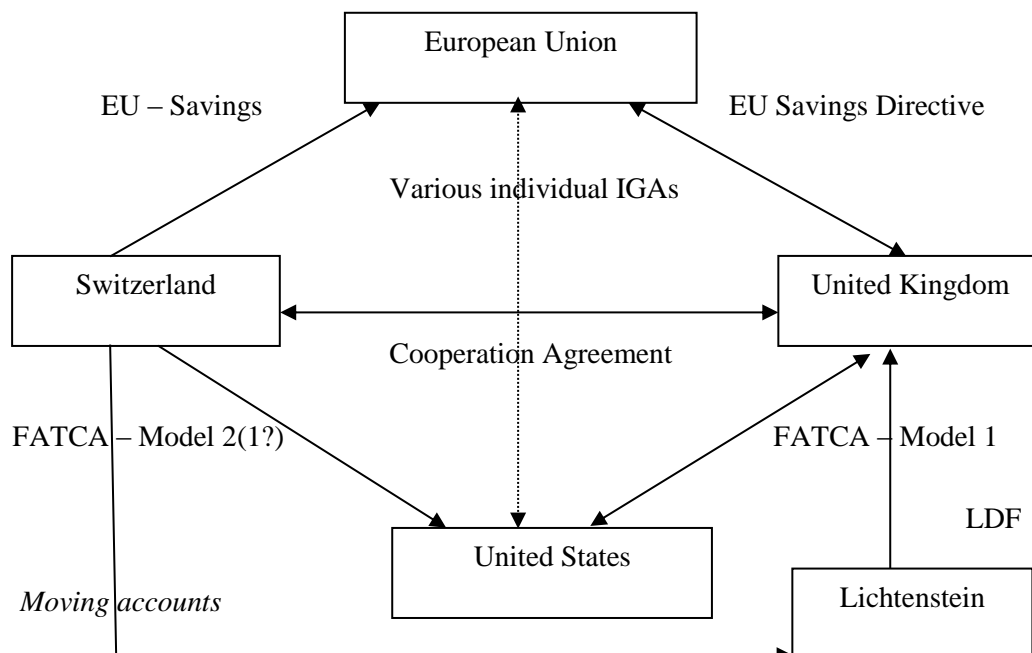 European Union
EU – Savings
EU Savings Directive
Various individual IGAs
Switzerland
United Kingdom
Cooperation Agreement
FATCA – Model 2(1?)
FATCA – Model 1
LDF
United States
Moving accounts
Lichtenstein